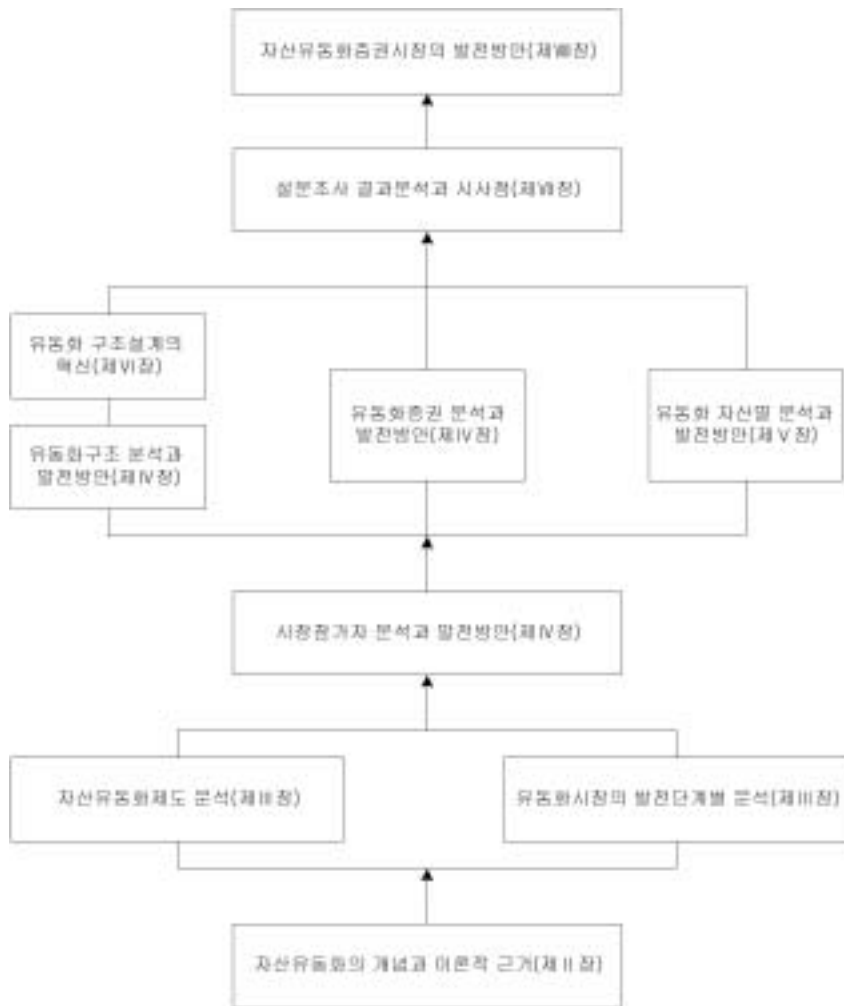 자산유동화증권시장의 발전방안(제Ⅷ장)
설문조사 결과분석과 시사점(제Ⅶ장)
유동화 구조설계의
혁신(제Ⅵ장)
유동화증권 분석과
발전방안(제Ⅳ장)
유동화 자산별 분석과
발전방안(제Ⅴ장)
유동화구조 분석과
발전방안(제Ⅳ장)
시장참가자 분석과 발전방안(제Ⅳ장)
자산유동화제도 분석(제Ⅲ장)
유동화시장의 발전단계별 분석(제Ⅲ장)
자산유동화의 개념과 이론적 근거(제Ⅱ장)